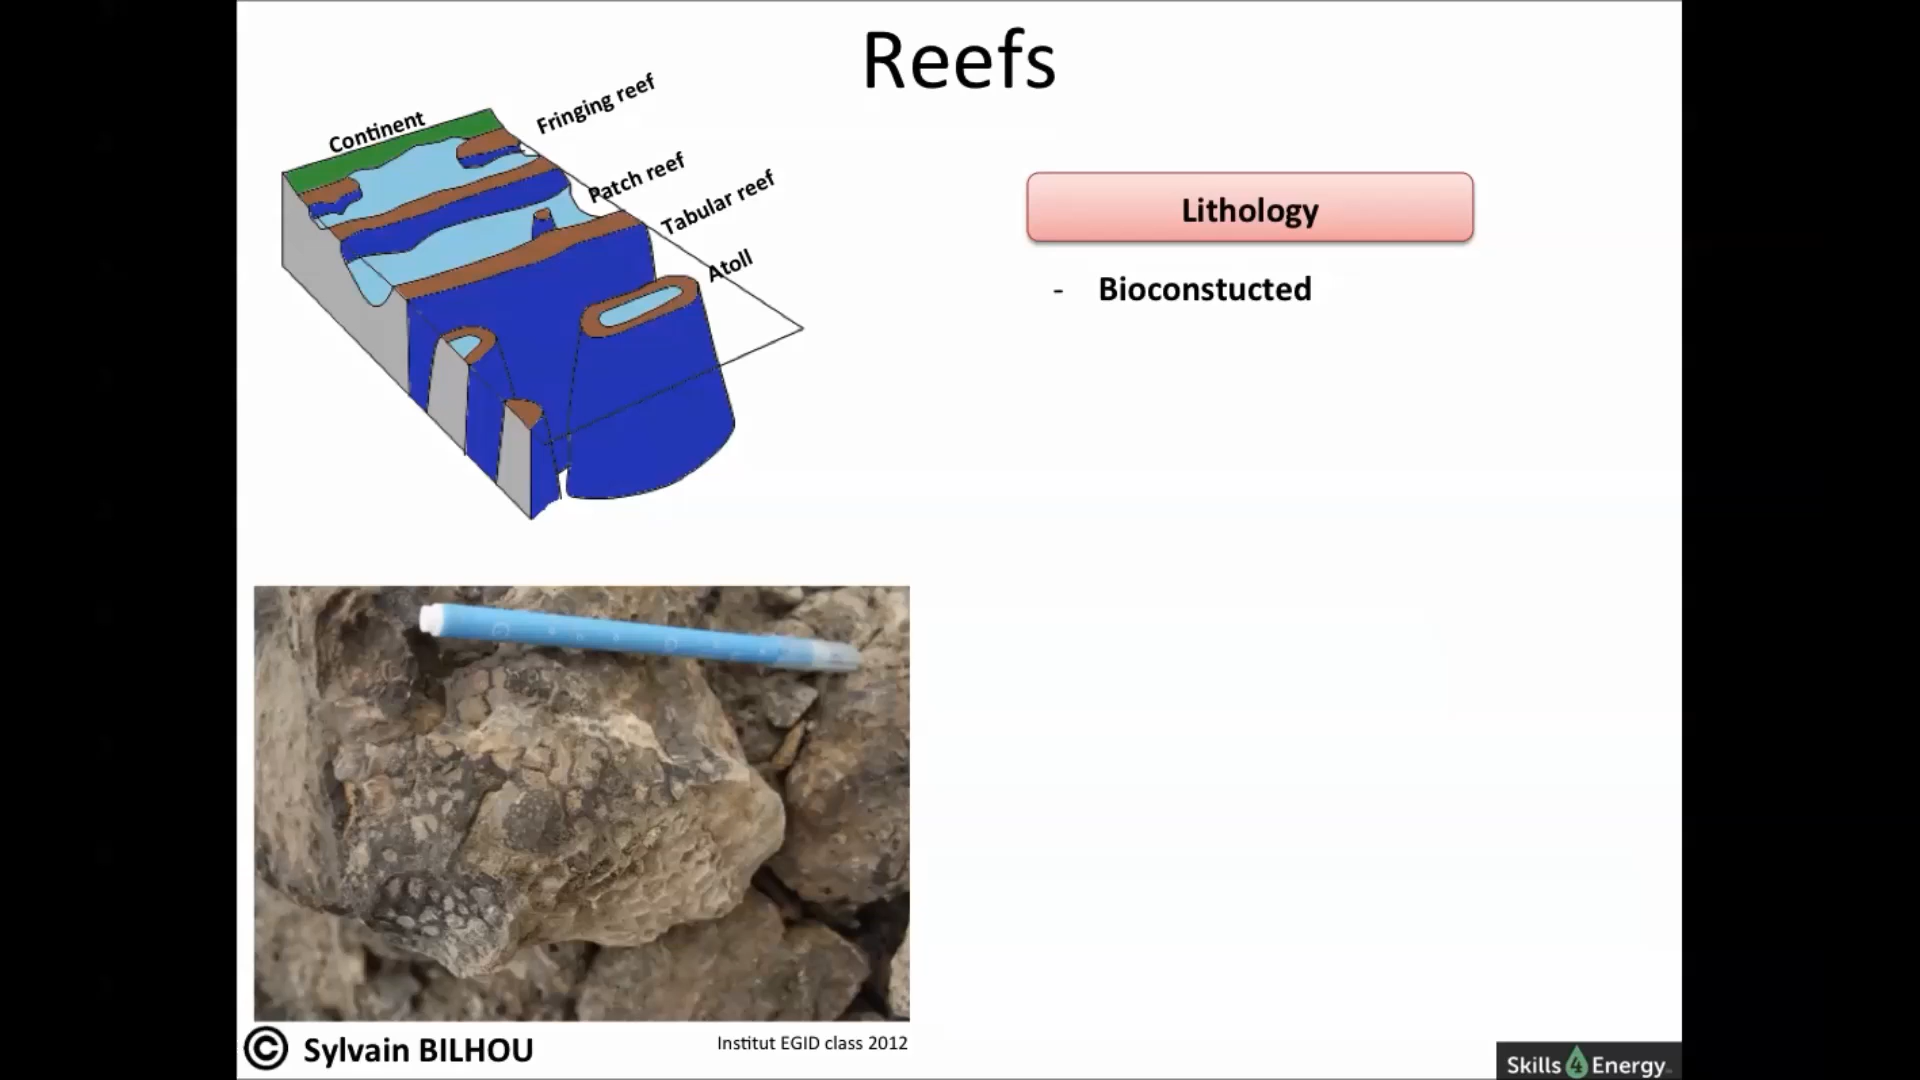 Reefs
Continent
Fringing reef
Patch reef
Tabular reef
Atoll
Lithology
- Bioconstucted
© Sylvain BILHOU
Institut EGID class 2012
Skills 4 Energy